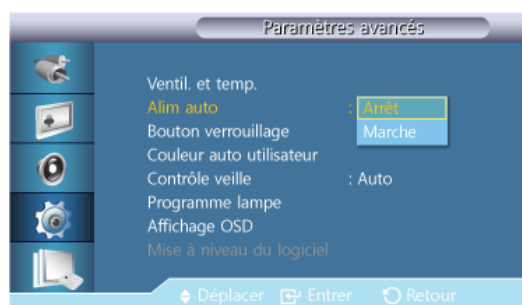 Paramètres avancés
Ventil. et temp.
Alim auto : Arrêt
Marche
Bouton verrouillage
Couleur auto utilisateur
Contrôle veille : Auto
Programme lampe
Affichage OSD
Mise à niveau du logiciel
Déplacer Entrer Retour